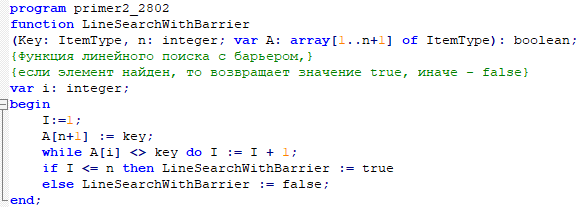 program primer2_2802
function LineSearchWithBarrier
(Key: ItemType, n: integer; var A: array[1..n+1] of ItemType): boolean;
{функция линейного поиска с барьером,}
{если элемент найден, то возвращает значение true, иначе – false}
var i: integer;
begin
I:=1;
A[n+1] := key;
while A[i] <> key do I := I + 1;
if I <= n then LineSearchWithBarrier := true
else LineSearchWithBarrier := false;
end;